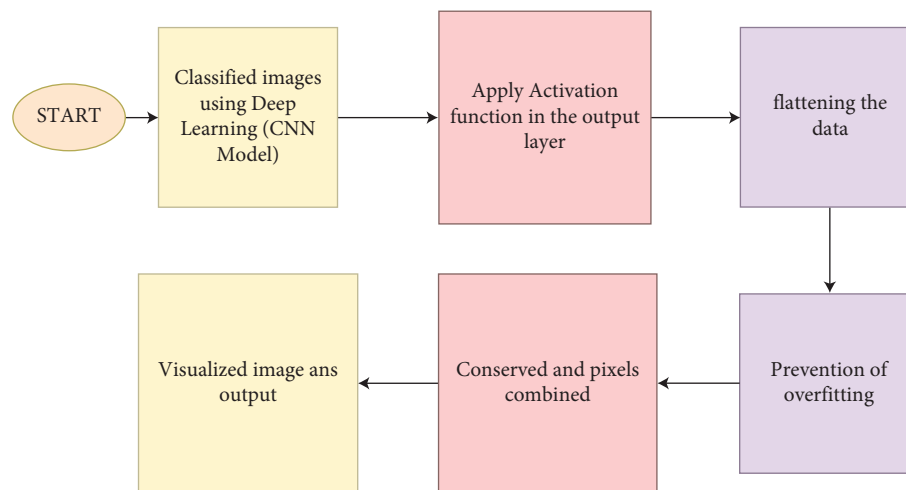 START
Classified images
using Deep
Learning (CNN
Model)
Apply Activation
function in the output
layer
flattening the
data
Prevention of
overfitting
Conserved and pixels
combined
Visualized image ans
output